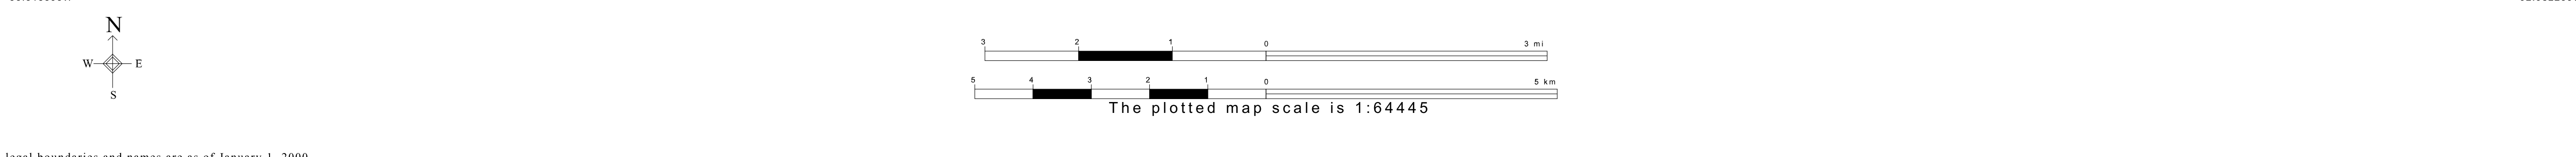 N
W E
S
3 2 1 0 3 mi
5 4 3 2 1 0 5 km
The plotted map scale is 1:64445
legal boundaries and names are as of January 1, 2000